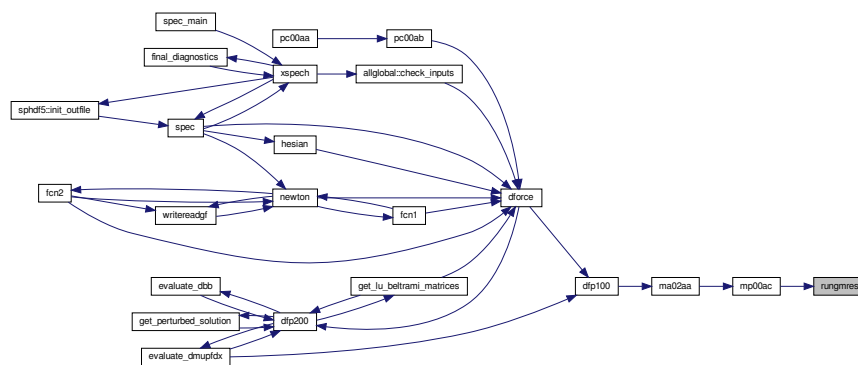 spec_main
pc00aa
pc00ab
final_diagnostics
xspech
allglobal::check_inputs
sphdf5::init_outfile
spec
hesian
fcn2
newton
dforce
writereadgf
fcn1
evaluate_dbb
get_lu_beltrami_matrices
dfp100
ma02aa
mp00ac
rungmres
get_perturbed_solution
dfp200
evaluate_dmupfdx